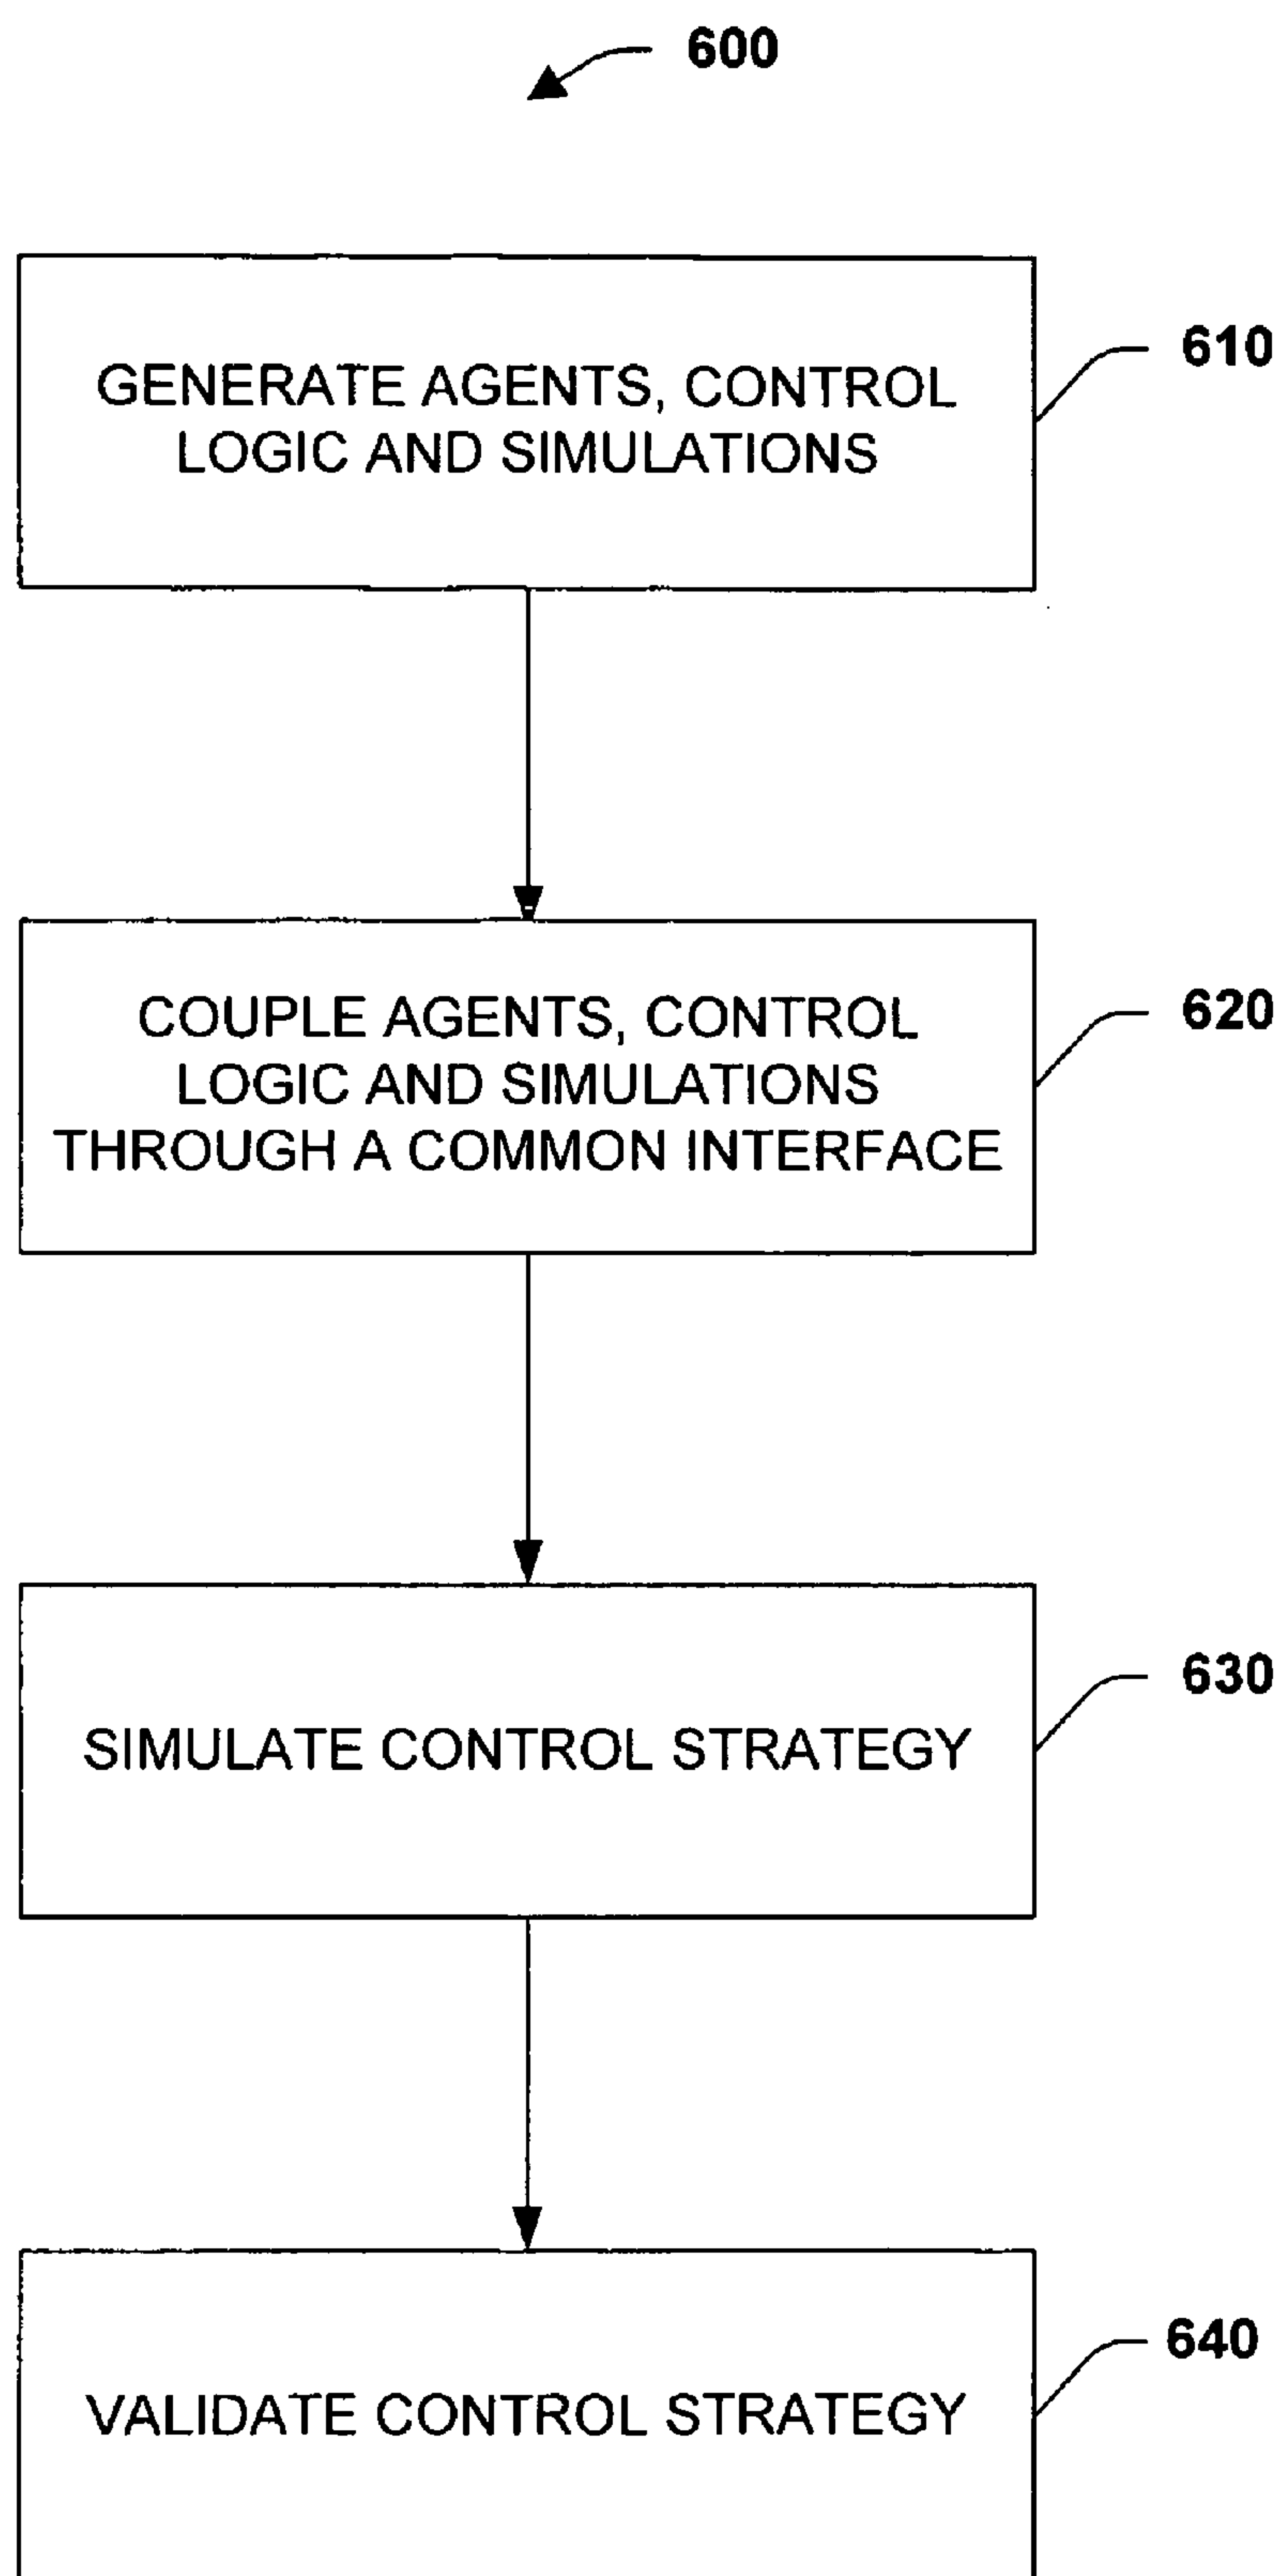 600
GENERATE AGENTS, CONTROL
LOGIC AND SIMULATIONS
610
COUPLE AGENTS, CONTROL
LOGIC AND SIMULATIONS
THROUGH A COMMON INTERFACE
620
SIMULATE CONTROL STRATEGY
630
VALIDATE CONTROL STRATEGY
640